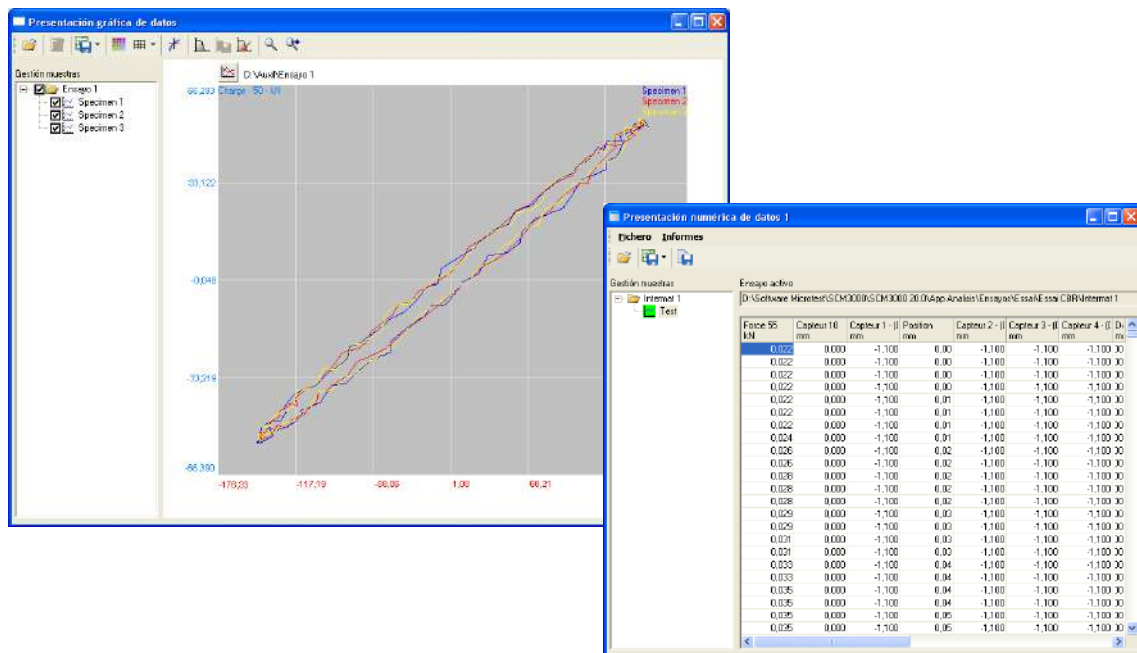 Presentación gráfica de datos
Gestión muestras
Ensayo 1
Specimen 1
Specimen 2
Specimen 3
D:\Auxil\Ensayo 1
66,293 Charge - 50 - kN
Specimen 1
Specimen 2
33,122
-0,048
-33,219
-66,390
-176,33 -117,19 -58,05 1,08 60,21
Presentación numérica de datos 1
Fichero Informes
Gestión muestras
Internat 1
Test
Ensayo activo
D:\Software Microtest\SCM3000\SCM3000 20.0\App.Analisis\Ensayos\Essai\Essai CBR\Internat 1
Force 55 Capteur 10 Capteur 1 - (I Position Capteur 2 - (I Capteur 3 - (I Capteur 4 - (I
kN mm mm mm mm mm mm
0,022 0,000 -1,100 0,00 -1,100 -1,100 -1,100
0,022 0,000 -1,100 0,00 -1,100 -1,100 -1,100
0,022 0,000 -1,100 0,00 -1,100 -1,100 -1,100
0,022 0,000 -1,100 0,00 -1,100 -1,100 -1,100
0,022 0,000 -1,100 0,01 -1,100 -1,100 -1,100
0,022 0,000 -1,100 0,01 -1,100 -1,100 -1,100
0,022 0,000 -1,100 0,01 -1,100 -1,100 -1,100
0,024 0,000 -1,100 0,01 -1,100 -1,100 -1,100
0,026 0,000 -1,100 0,02 -1,100 -1,100 -1,100
0,026 0,000 -1,100 0,02 -1,100 -1,100 -1,100
0,028 0,000 -1,100 0,02 -1,100 -1,100 -1,100
0,028 0,000 -1,100 0,02 -1,100 -1,100 -1,100
0,028 0,000 -1,100 0,02 -1,100 -1,100 -1,100
0,029 0,000 -1,100 0,03 -1,100 -1,100 -1,100
0,029 0,000 -1,100 0,03 -1,100 -1,100 -1,100
0,031 0,000 -1,100 0,03 -1,100 -1,100 -1,100
0,031 0,000 -1,100 0,03 -1,100 -1,100 -1,100
0,033 0,000 -1,100 0,04 -1,100 -1,100 -1,100
0,033 0,000 -1,100 0,04 -1,100 -1,100 -1,100
0,035 0,000 -1,100 0,04 -1,100 -1,100 -1,100
0,035 0,000 -1,100 0,04 -1,100 -1,100 -1,100
0,035 0,000 -1,100 0,05 -1,100 -1,100 -1,100
0,035 0,000 -1,100 0,05 -1,100 -1,100 -1,100